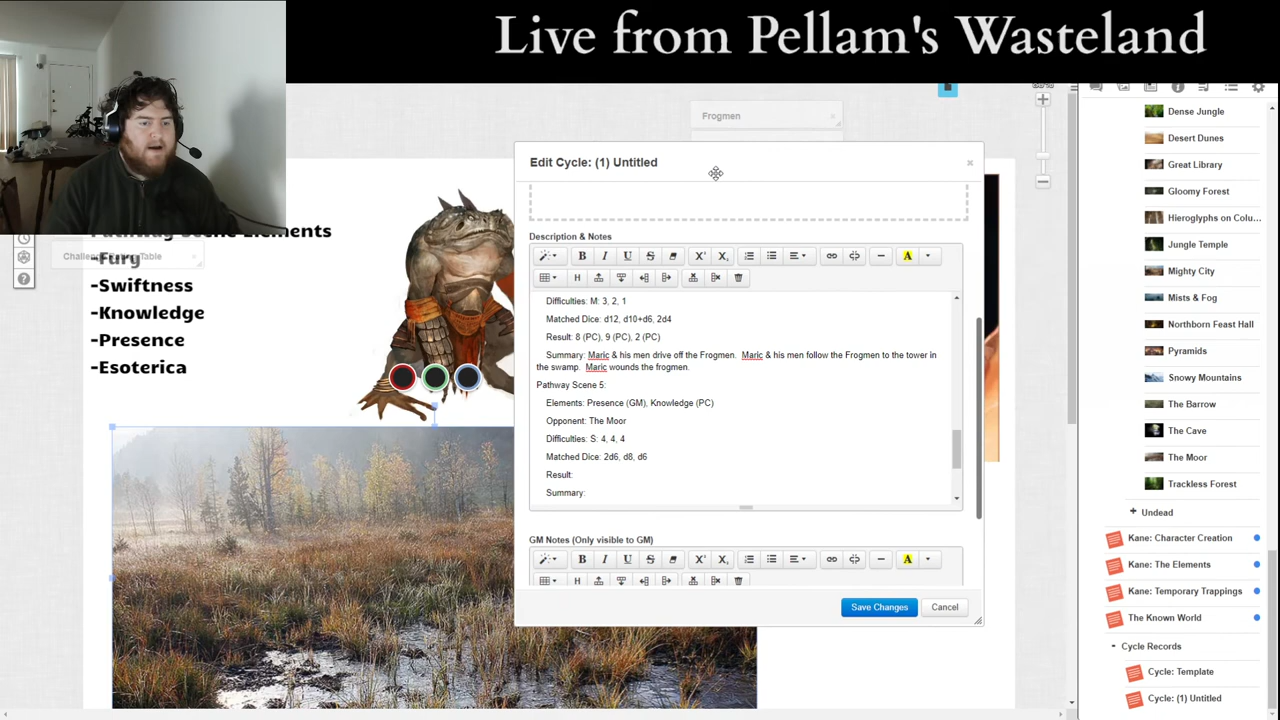 Live from Pellam's Wasteland
Frogmen
Edit Cycle: (1) Untitled
-Fury
-Swiftness
-Knowledge
-Presence
-Esoterica
Description & Notes
Difficulties: M: 3, 2, 1
Matched Dice: d12, d10+d6, 2d4
Result: 8 (PC), 9 (PC), 2 (PC)
Summary: Maric & his men drive off the Frogmen. Maric & his men follow the Frogmen to the tower in
the swamp. Maric wounds the frogmen.
Pathway Scene 5:
Elements: Presence (GM), Knowledge (PC)
Opponent: The Moor
Difficulties: S: 4, 4, 4
Matched Dice: 2d6, d8, d6
Result:
Summary:
GM Notes (Only visible to GM)
Save Changes
Cancel
Dense Jungle
Desert Dunes
Great Library
Gloomy Forest
Hieroglyphs on Colu...
Jungle Temple
Mighty City
Mists & Fog
Northborn Feast Hall
Pyramids
Snowy Mountains
The Barrow
The Cave
The Moor
Trackless Forest
Undead
Kane: Character Creation
Kane: The Elements
Kane: Temporary Trappings
The Known World
Cycle Records
Cycle: Template
Cycle: (1) Untitled